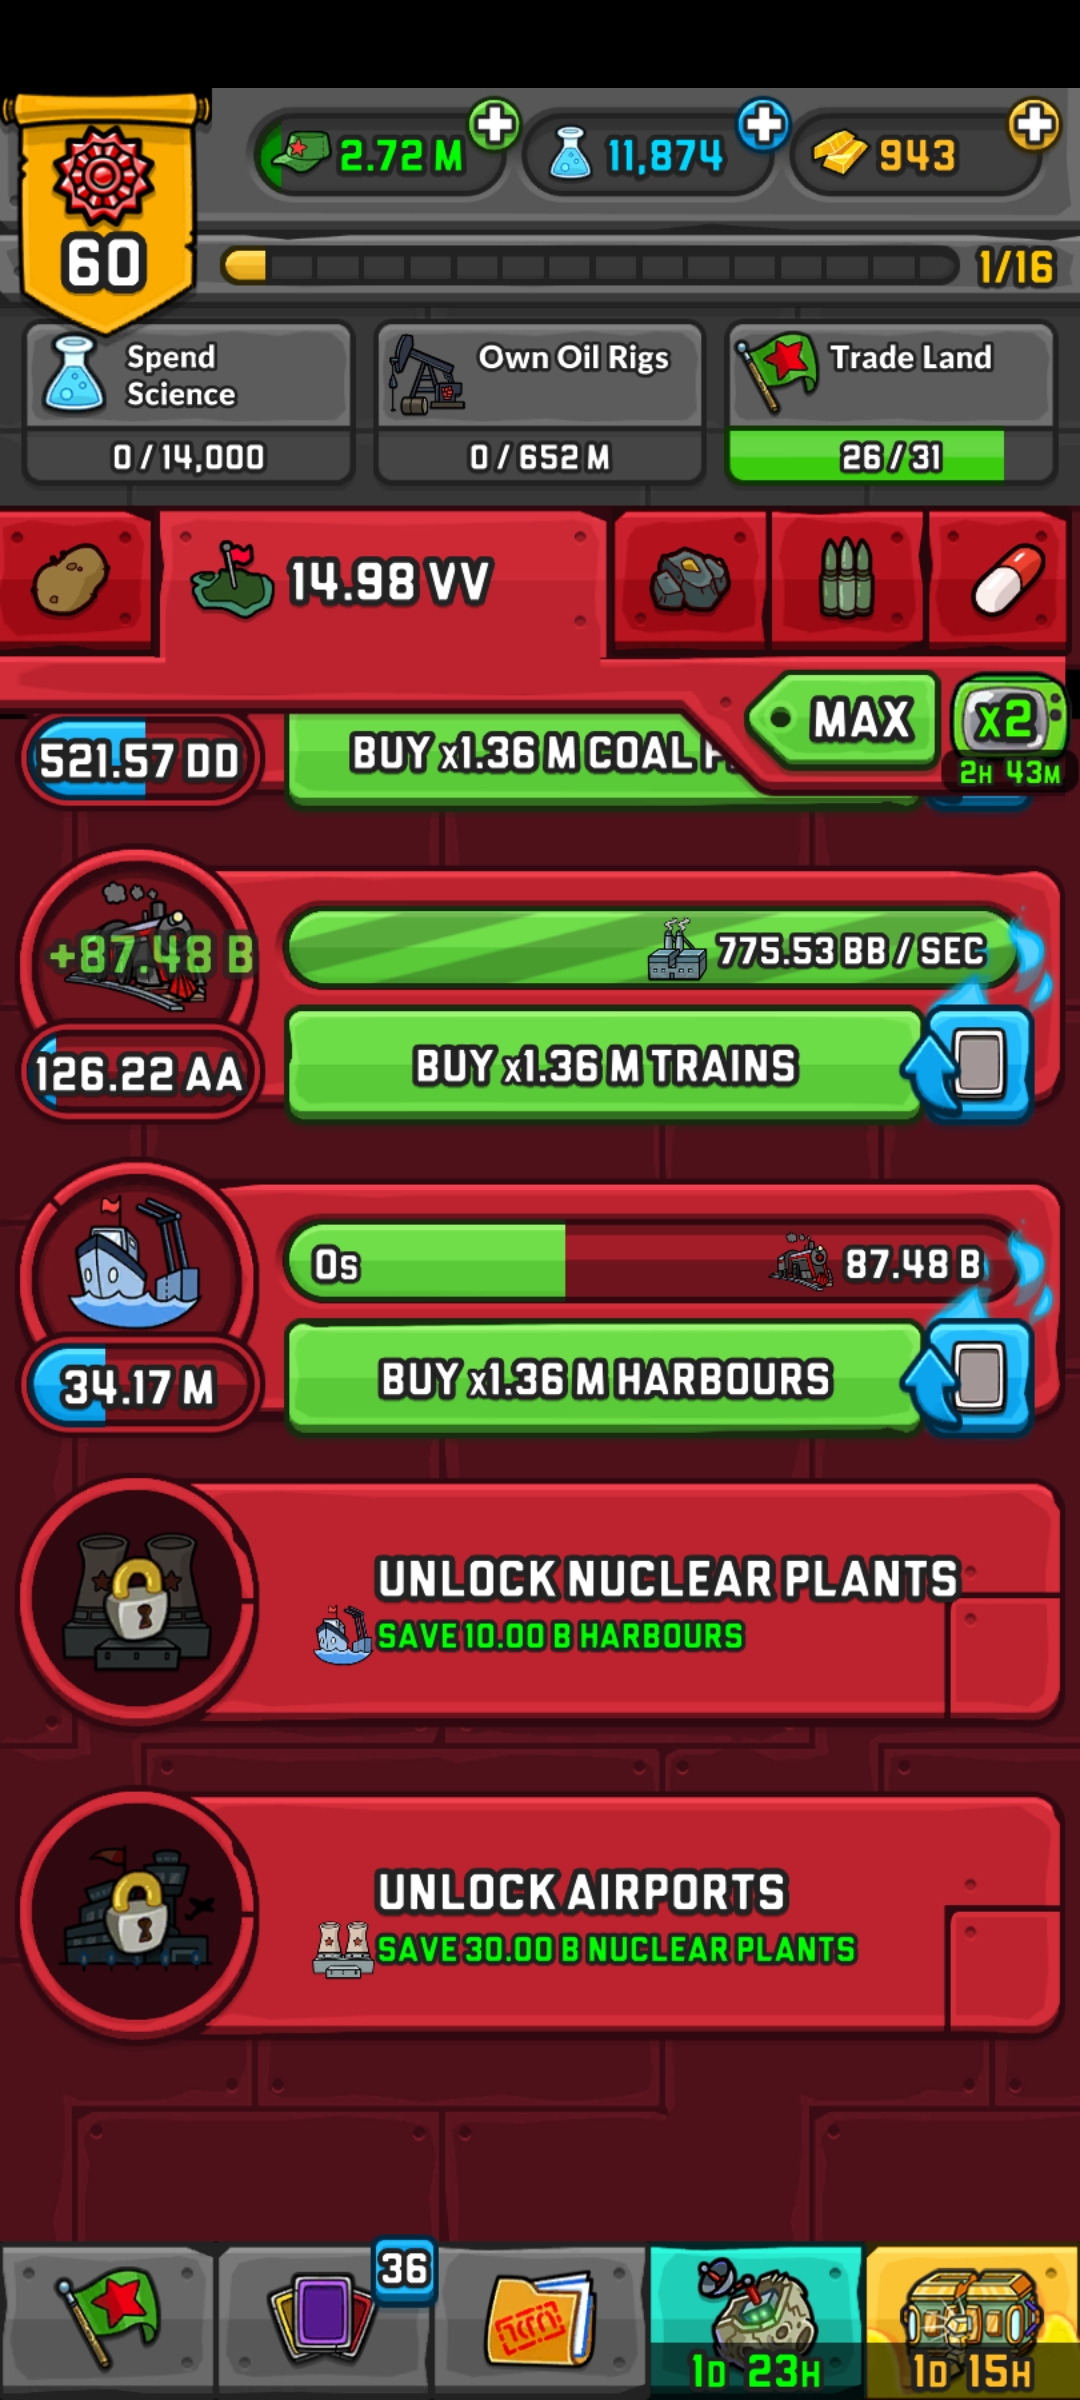 2.72 M
11,874
943
60
1/16
Spend
Science
0 / 14,000
Own Oil Rigs
0 / 652 M
Trade Land
26 / 31
14.98 VV
MAX
x2
2H 43M
521.57 DD
BUY x1.36 M COAL
+87.48 B
775.53 BB / SEC
126.22 AA
BUY x1.36 M TRAINS
0s
87.48 B
34.17 M
BUY x1.36 M HARBOURS
UNLOCK NUCLEAR PLANTS
SAVE 10.00 B HARBOURS
UNLOCK AIRPORTS
SAVE 30.00 B NUCLEAR PLANTS
36
1D 23H
1D 15H